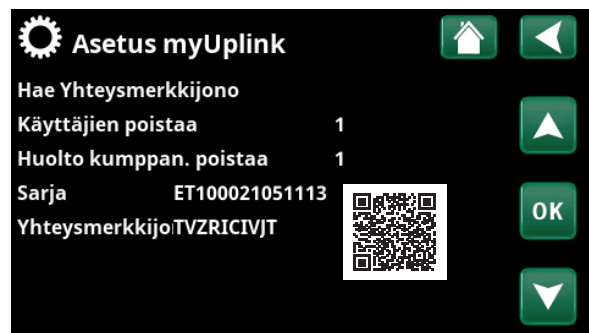 Asetus myUplink
Hae Yhteysmerkkijono
Käyttäjien poistaa 1
Huolto kumppan. poistaa 1
Sarja ET100021051113
Yhteysmerkkijo TVZRICIVJT
OK